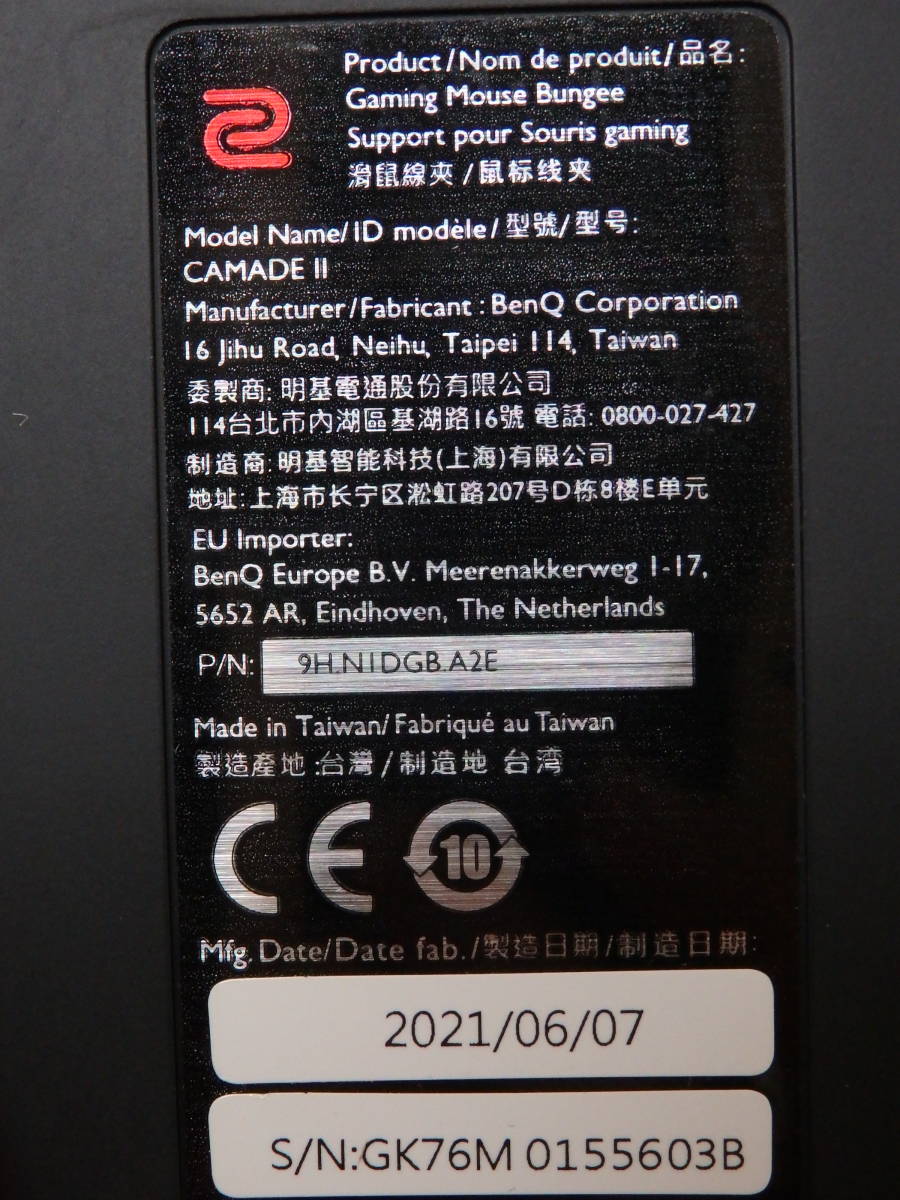 Product/Nom de produit/品名:
Gaming Mouse Bungee
Support pour Souris gaming
滑鼠線夾/鼠标线夹
Model Name/ID modèle/型號/型号:
CAMADE II
Manufacturer/Fabricant : BenQ Corporation
16 Jihu Road, Neihu, Taipei 114, Taiwan
委製商: 明基電通股份有限公司
114台北市內湖區基湖路16號 電話: 0800-027-427
制造商: 明基智能科技(上海)有限公司
地址: 上海市长宁区淞虹路207号D栋8楼E单元
EU Importer:
BenQ Europe B.V. Meerenakkerweg 1-17,
5652 AR, Eindhoven, The Netherlands
P/N: 9H.N1DGB.A2E
Made in Taiwan/Fabriqué au Taiwan
製造產地 :台灣/制造地 台湾
CE 10
Mfg. Date/Date fab./製造日期/制造日期:
2021/06/07
S/N:GK76M 0155603B